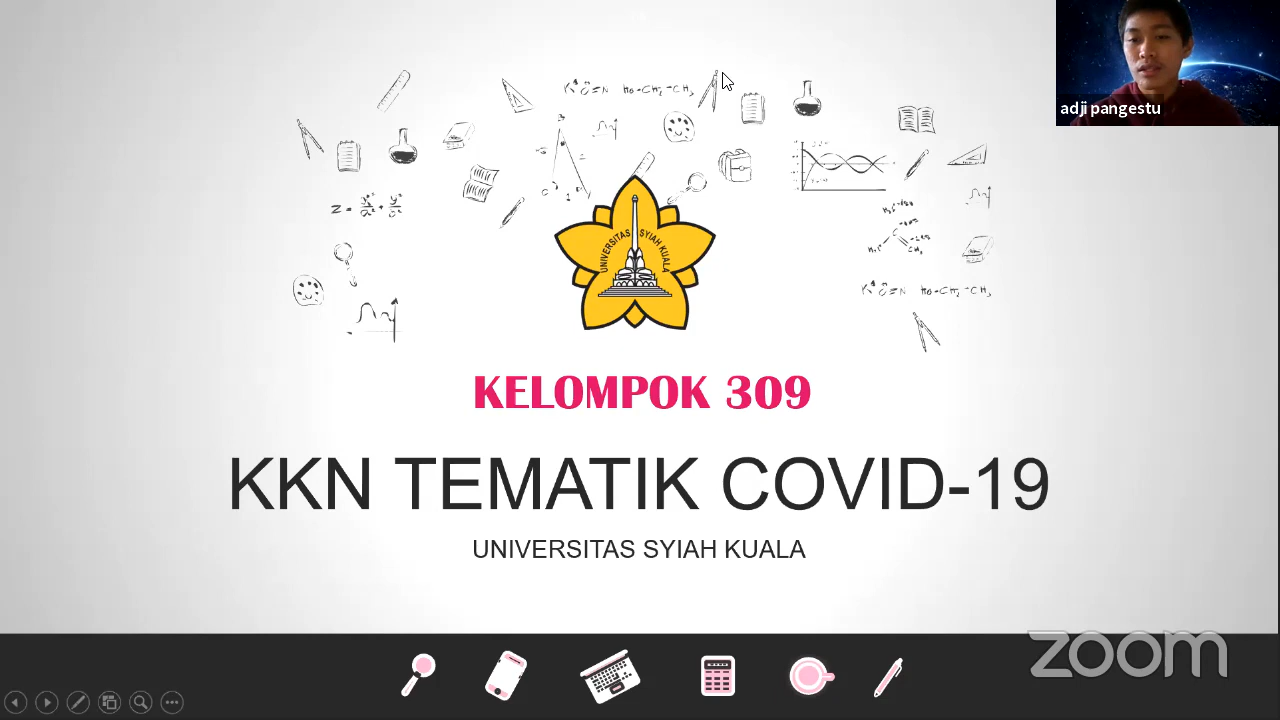 adji pangestu
UNIVERSITAS SYIAH KUALA
KELOMPOK 309
KKN TEMATIK COVID-19
UNIVERSITAS SYIAH KUALA
zoom